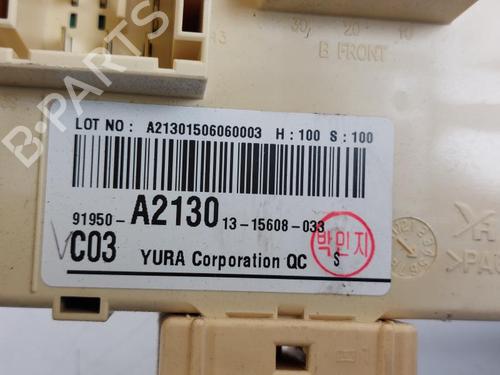 30 20 10
B FRONT
LOT NO : A21301506060003 H : 100 S : 100
91950-A2130 13-15608-033
C03 YURA Corporation QC
박민지
S
B-PARTS